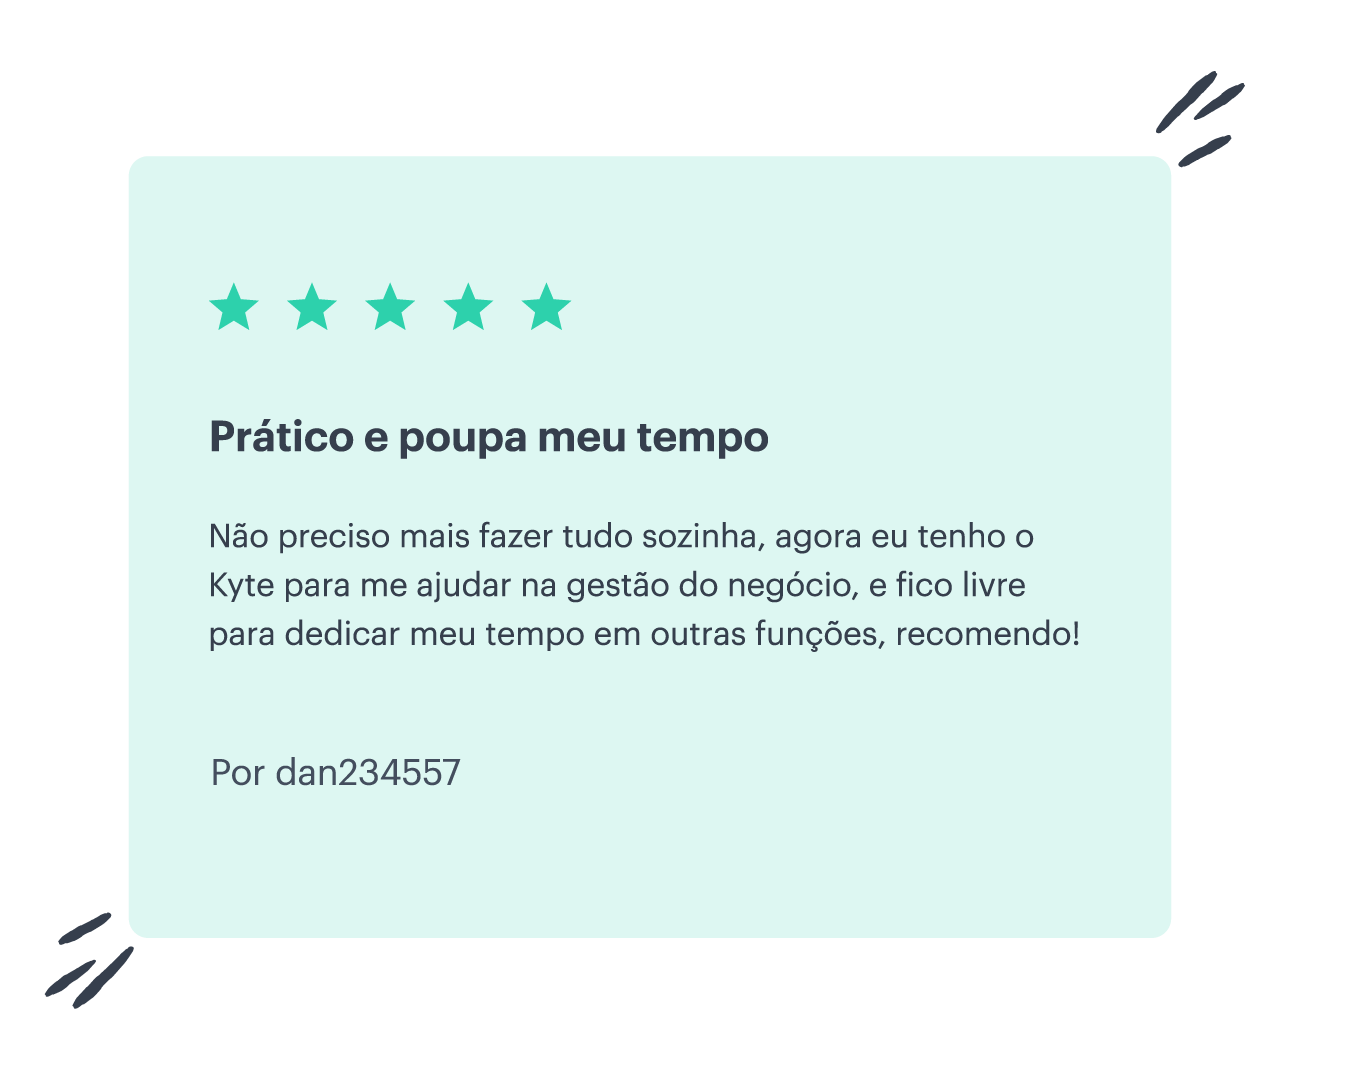 Prático e poupa meu tempo
Não preciso mais fazer tudo sozinha, agora eu tenho o
Kyte para me ajudar na gestão do negócio, e fico livre
para dedicar meu tempo em outras funções, recomendo!
Por dan234557